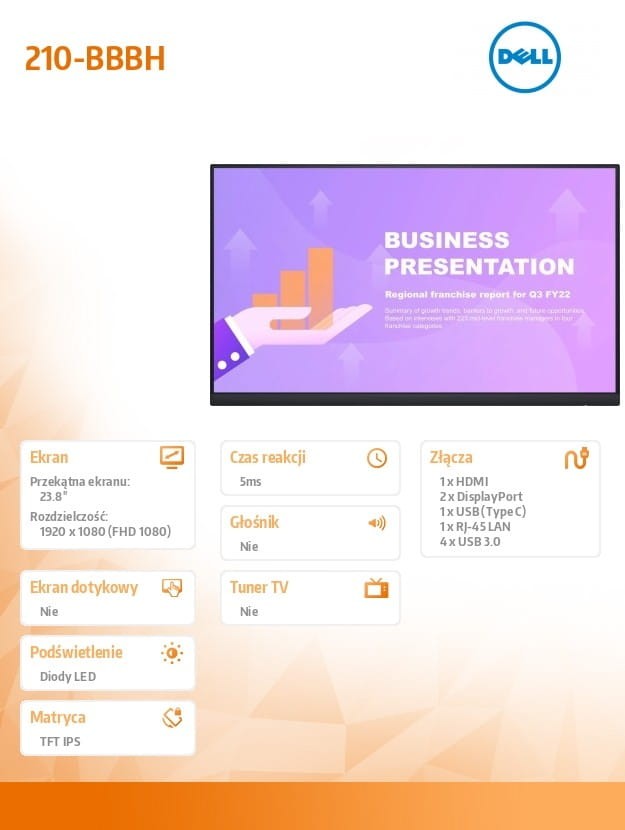 210-BBBH
DELL
BUSINESS
PRESENTATION
Regional franchise report for Q3 FY22
Summary of growth trends, barriers to growth, and future opportunities.
Based on interviews with 223 mid-level franchise managers in four
franchise categories.
Ekran
Przekątna ekranu:
23.8"
Rozdzielczość:
1920 x 1080 (FHD 1080)
Czas reakcji
5ms
Złącza
1 x HDMI
2 x DisplayPort
1 x USB (Type C)
1 x RJ-45 LAN
4 x USB 3.0
Głośnik
Nie
Ekran dotykowy
Nie
Tuner TV
Nie
Podświetlenie
Diody LED
Matryca
TFT IPS